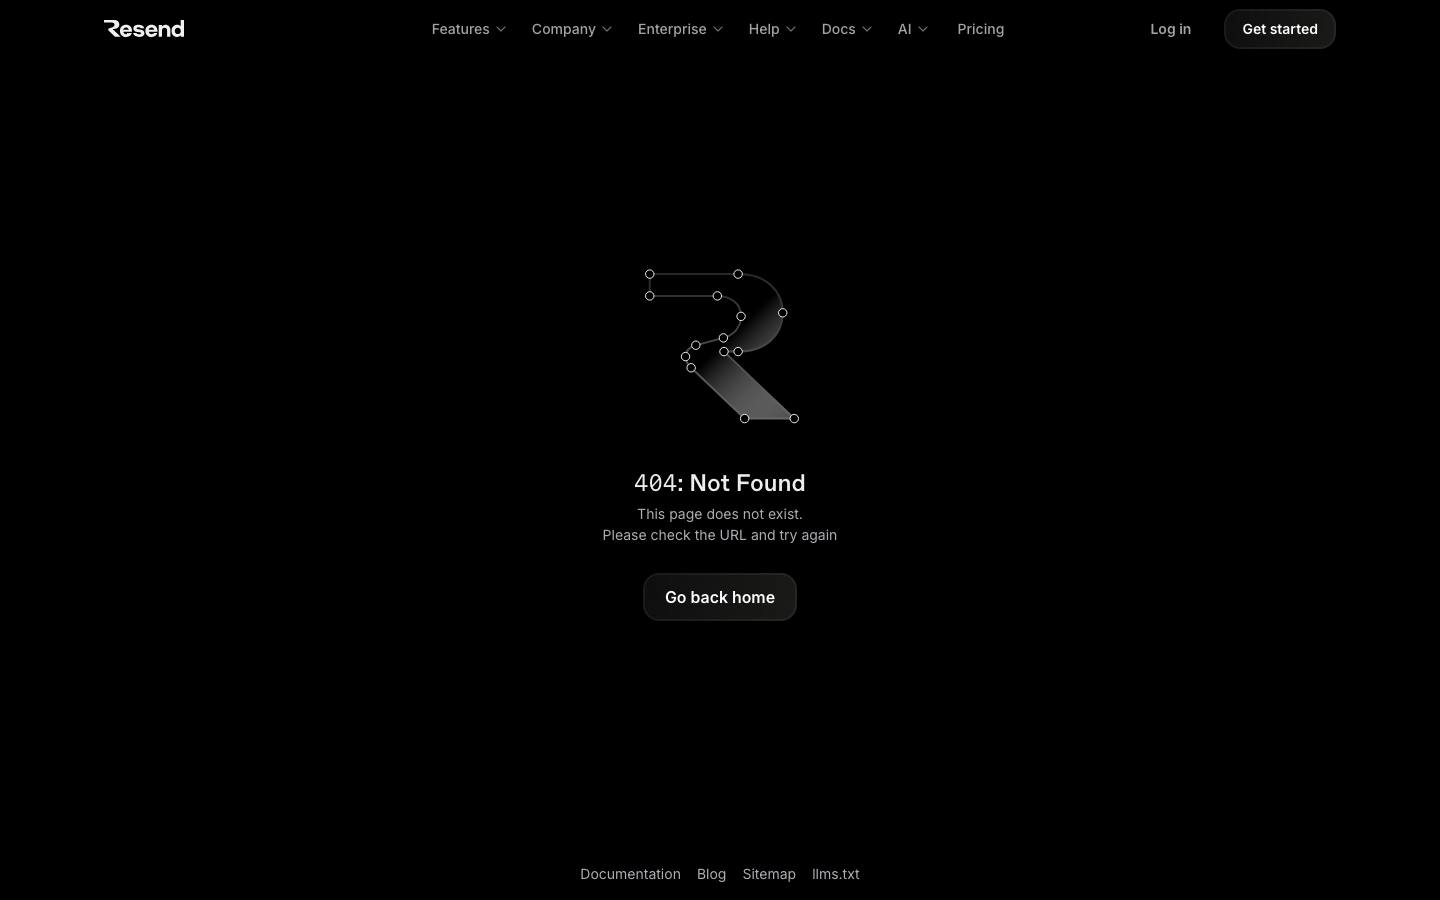 Resend
Features
Company
Enterprise
Help
Docs
AI
Pricing
Log in
Get started
404: Not Found
This page does not exist.
Please check the URL and try again
Go back home
Documentation
Blog
Sitemap
llms.txt